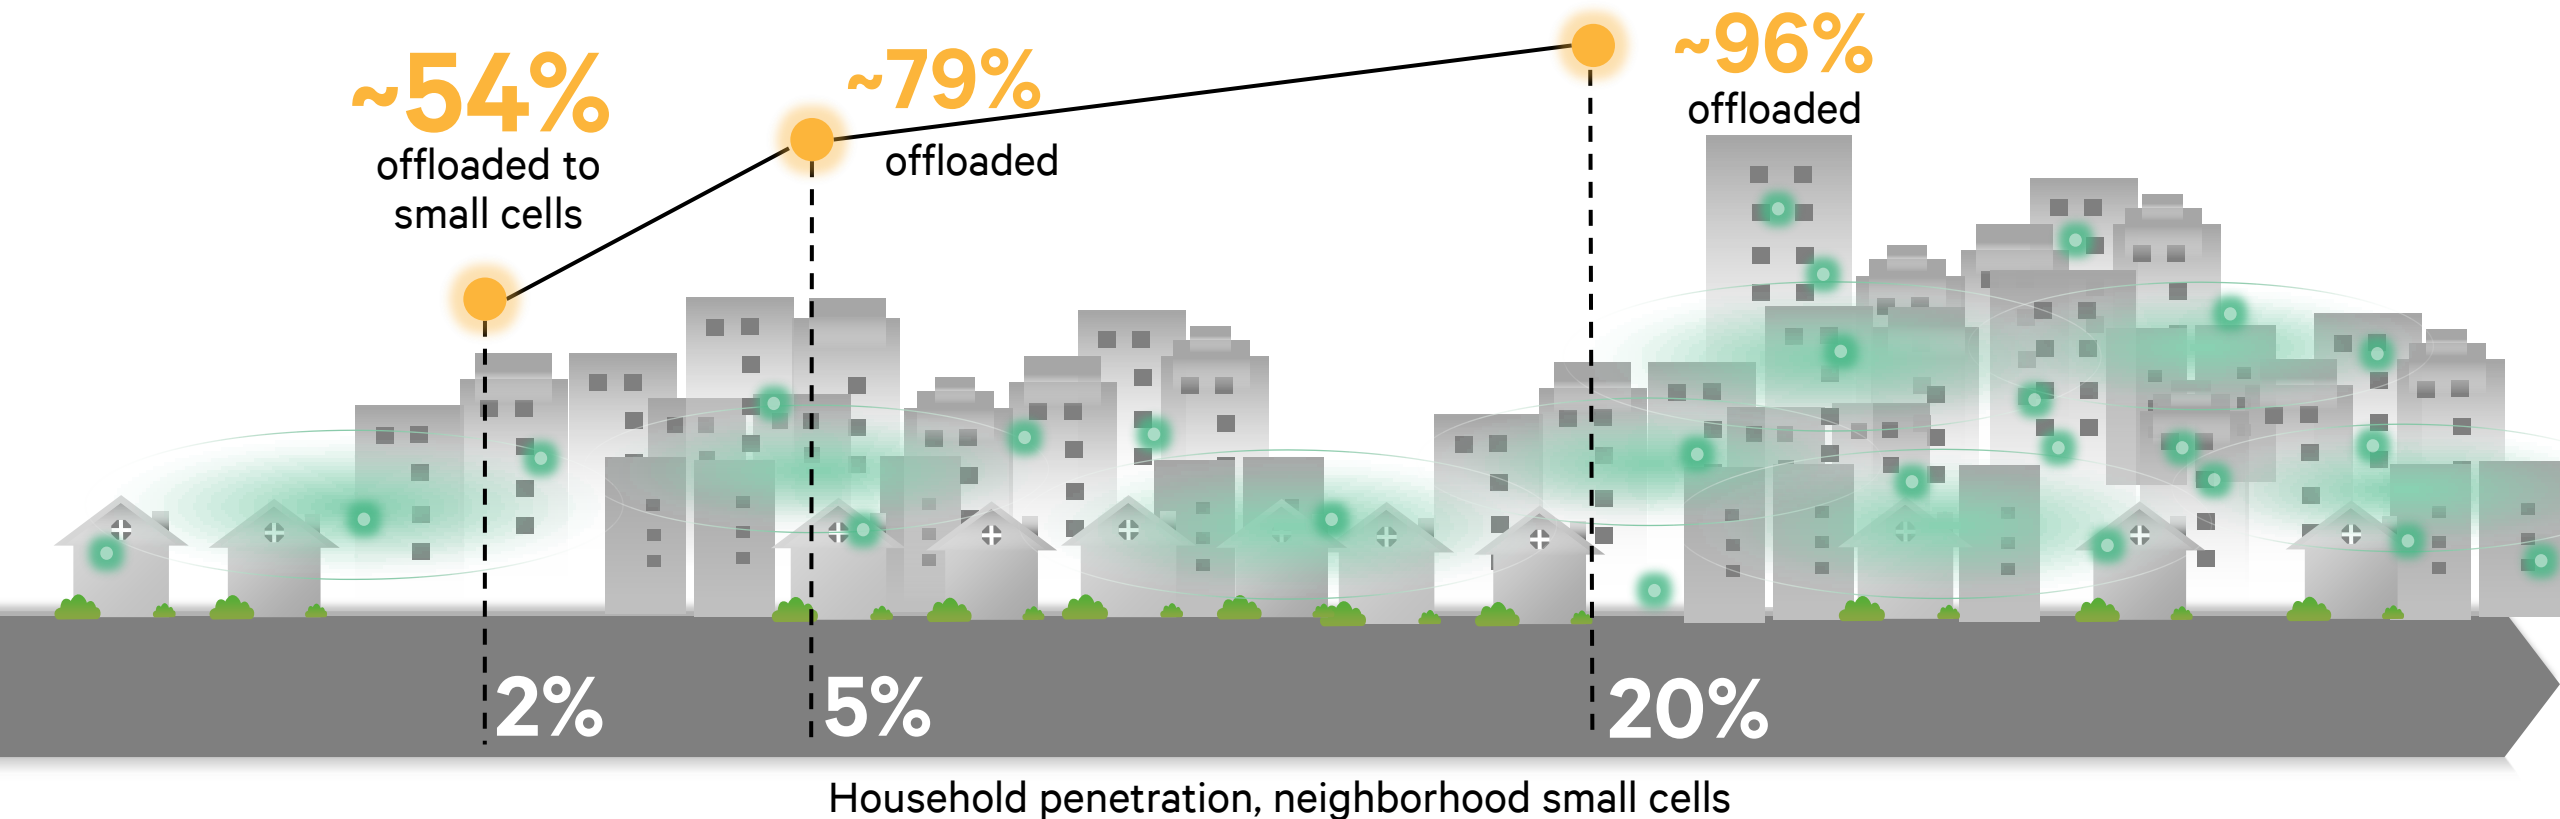 ~54%
offloaded to
small cells
~79%
offloaded
~96%
offloaded
2%
5%
20%
Household penetration, neighborhood small cells